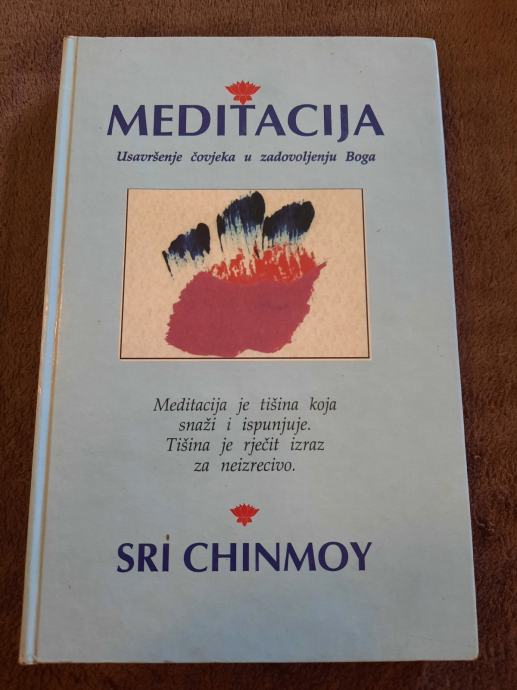 MEDITACIJA
Usavršenje čovjeka u zadovoljenju Boga
Meditacija je tišina koja
snaži i ispunjuje.
Tišina je rječit izraz
za neizrecivo.
SRI CHINMOY